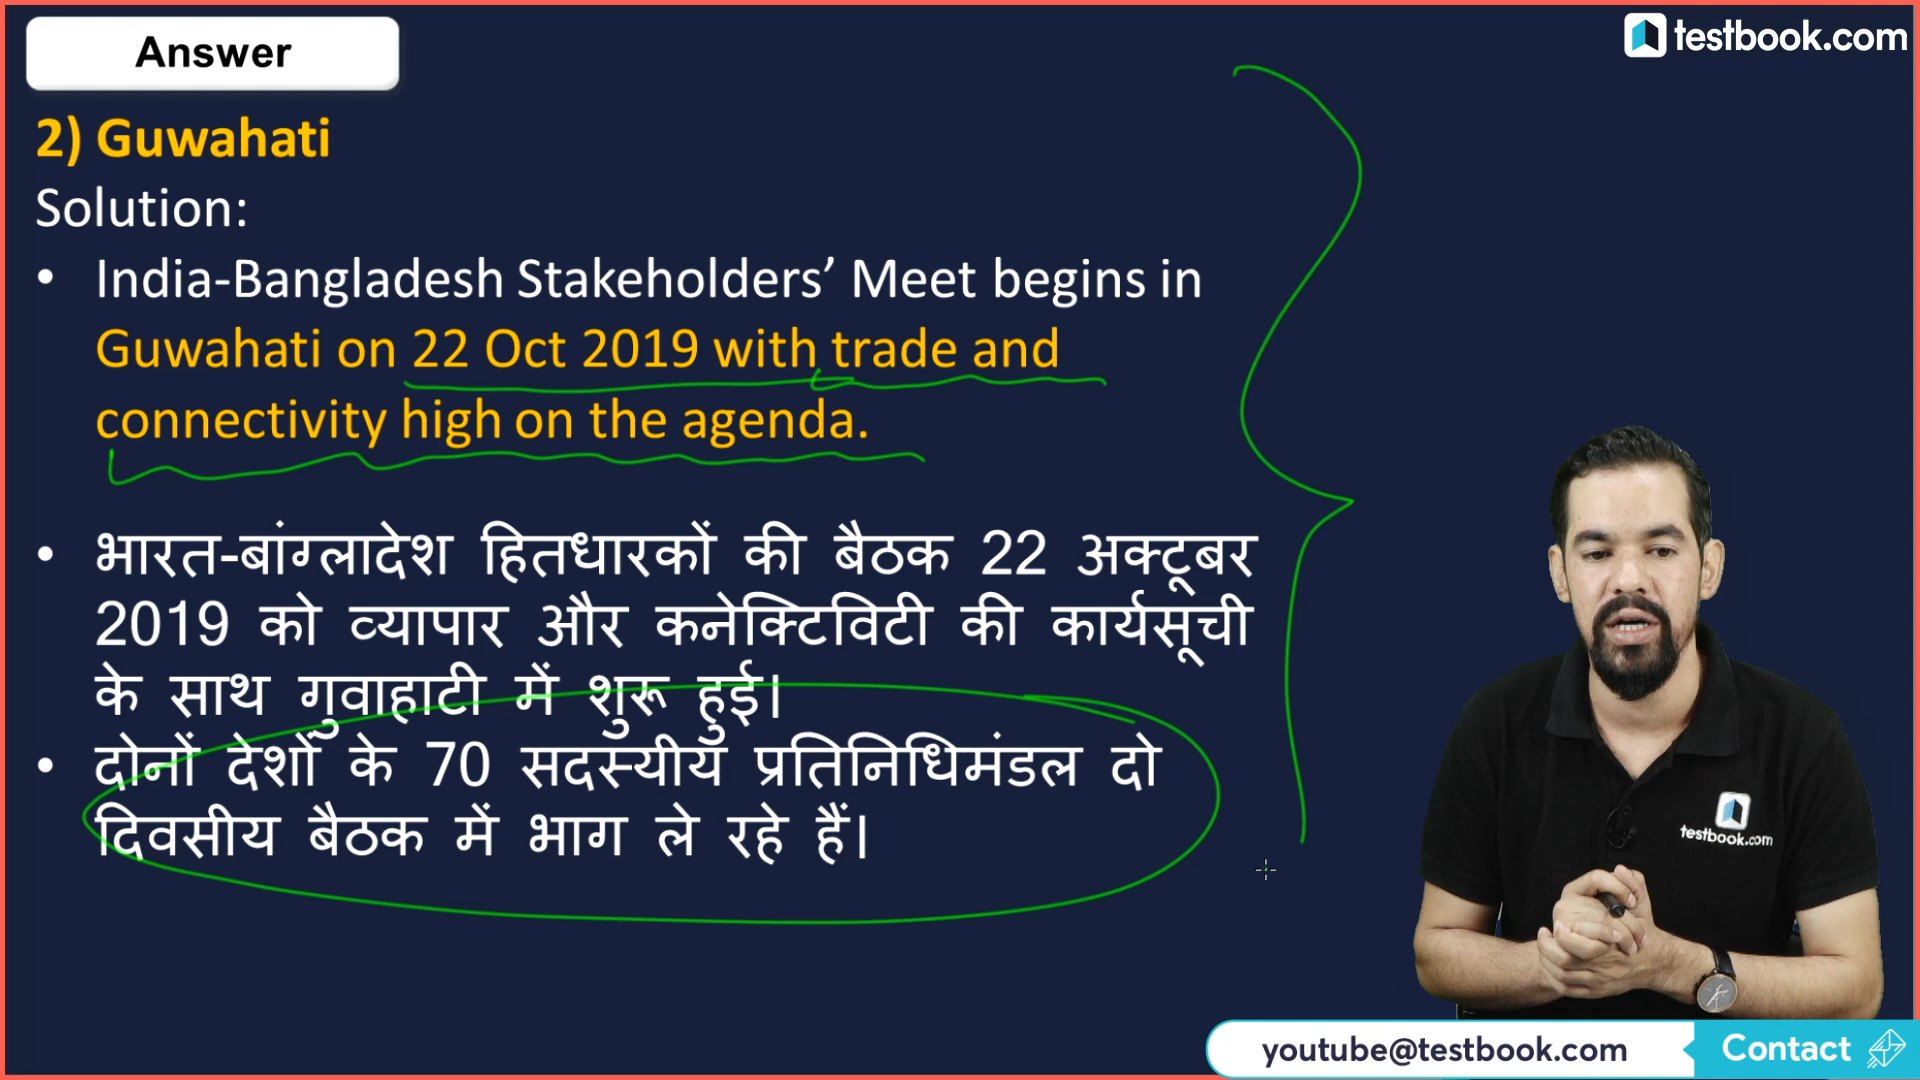 Answer
testbook.com
2) Guwahati
Solution:
• India-Bangladesh Stakeholders’ Meet begins in
Guwahati on 22 Oct 2019 with trade and
connectivity high on the agenda.
• भारत-बांग्लादेश हितधारकों की बैठक 22 अक्टूबर
2019 को व्यापार और कनेक्टिविटी की कार्यसूची
के साथ गुवाहाटी में शुरू हुई।
• दोनों देशों के 70 सदस्यीय प्रतिनिधिमंडल दो
दिवसीय बैठक में भाग ले रहे हैं।
testbook.com
youtube@testbook.com
Contact